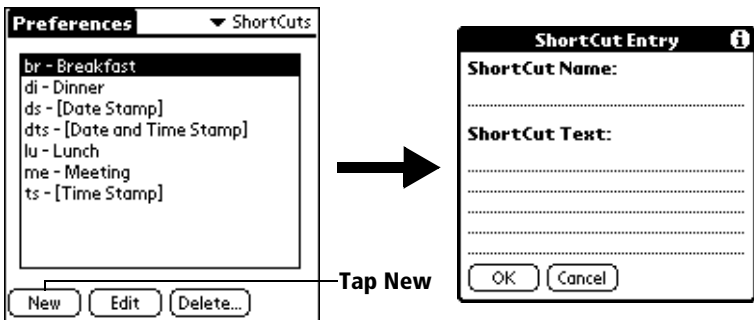 Preferences ShortCuts
br - Breakfast
di - Dinner
ds - [Date Stamp]
dts - [Date and Time Stamp]
lu - Lunch
me - Meeting
ts - [Time Stamp]
New Edit Delete...
Tap New
ShortCut Entry i
ShortCut Name:
ShortCut Text:
OK Cancel